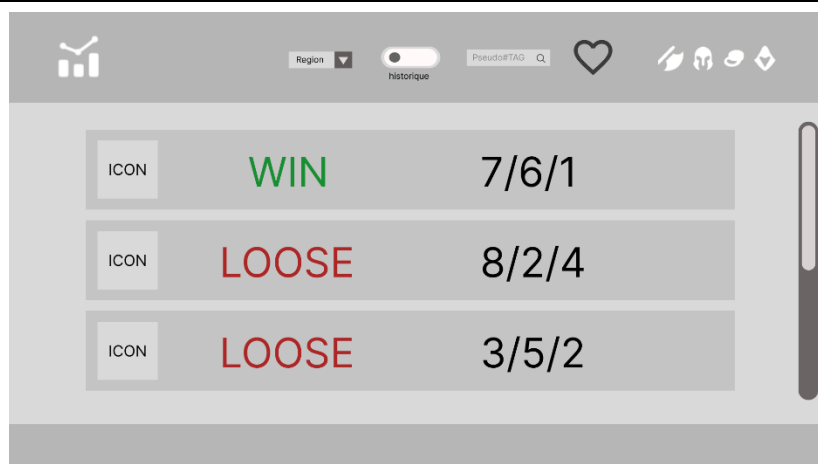 Region
historique
Pseudo#TAG
ICON WIN 7/6/1
ICON LOOSE 8/2/4
ICON LOOSE 3/5/2